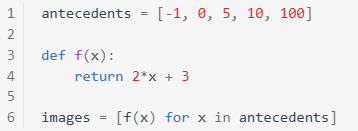 1 antecedents = [-1, 0, 5, 10, 100]
2
3 def f(x):
4     return 2*x + 3
5
6 images = [f(x) for x in antecedents]